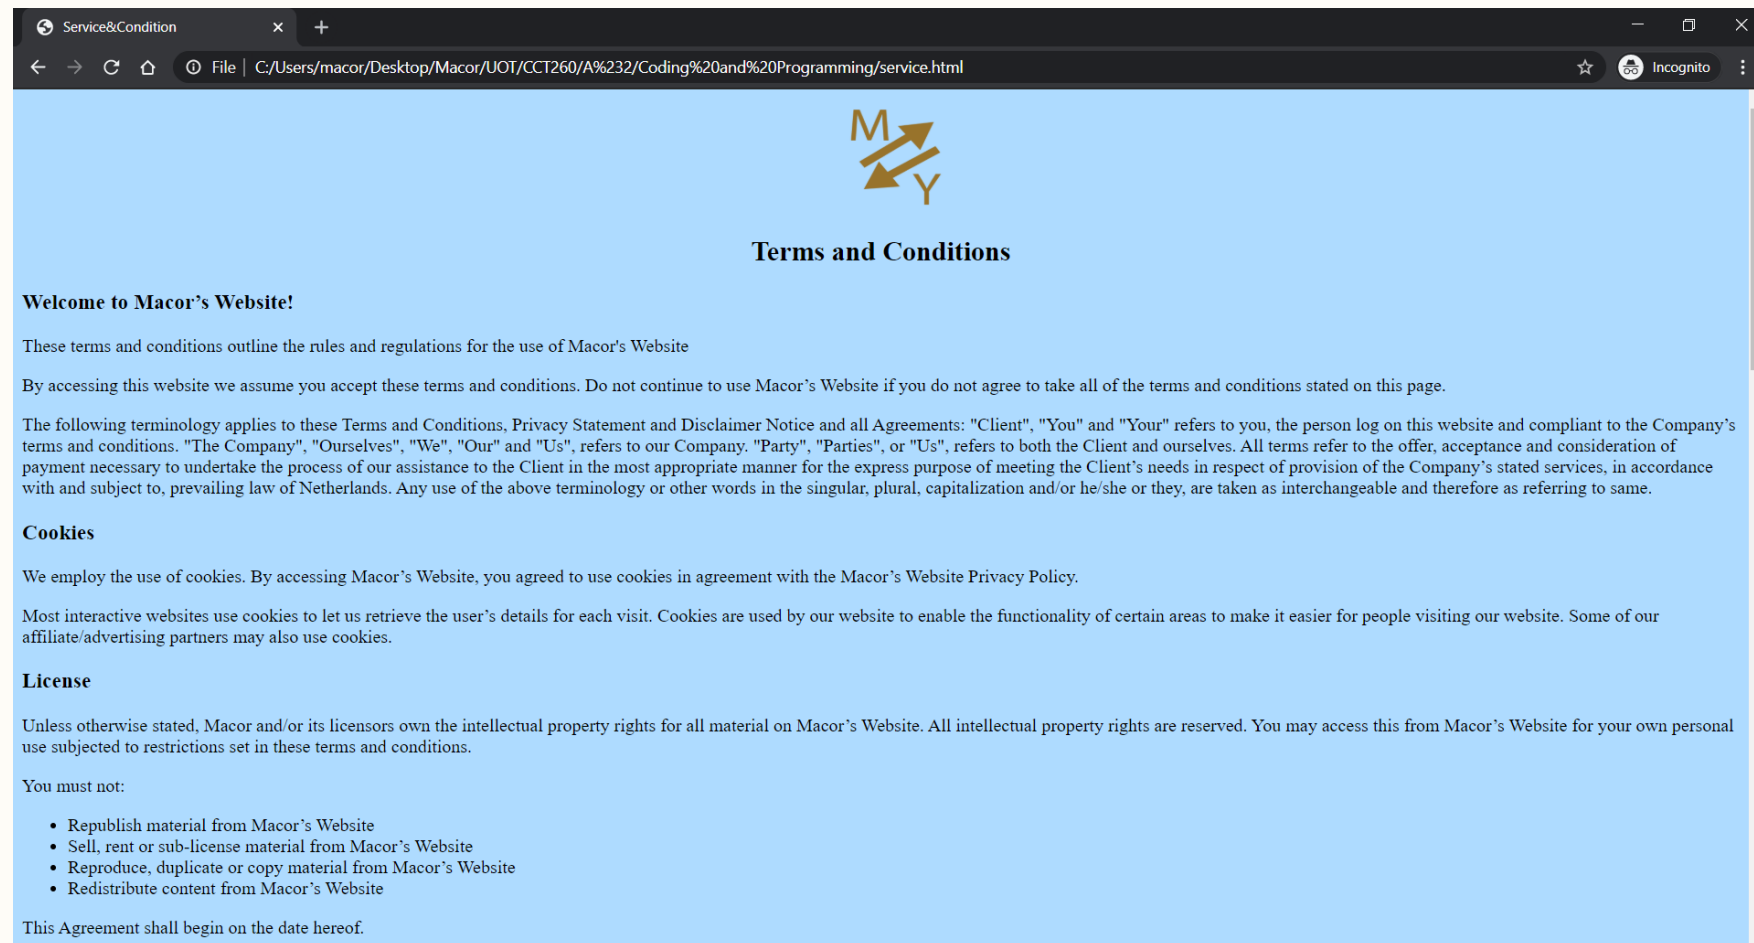 Service&Condition
File | C:/Users/macor/Desktop/Macor/UOT/CCT260/A%232/Coding%20and%20Programming/service.html
Incognito
M
Y
Terms and Conditions
Welcome to Macor’s Website!
These terms and conditions outline the rules and regulations for the use of Macor's Website
By accessing this website we assume you accept these terms and conditions. Do not continue to use Macor’s Website if you do not agree to take all of the terms and conditions stated on this page.
The following terminology applies to these Terms and Conditions, Privacy Statement and Disclaimer Notice and all Agreements: "Client", "You" and "Your" refers to you, the person log on this website and compliant to the Company’s
terms and conditions. "The Company", "Ourselves", "We", "Our" and "Us", refers to our Company. "Party", "Parties", or "Us", refers to both the Client and ourselves. All terms refer to the offer, acceptance and consideration of
payment necessary to undertake the process of our assistance to the Client in the most appropriate manner for the express purpose of meeting the Client’s needs in respect of provision of the Company’s stated services, in accordance
with and subject to, prevailing law of Netherlands. Any use of the above terminology or other words in the singular, plural, capitalization and/or he/she or they, are taken as interchangeable and therefore as referring to same.
Cookies
We employ the use of cookies. By accessing Macor’s Website, you agreed to use cookies in agreement with the Macor’s Website Privacy Policy.
Most interactive websites use cookies to let us retrieve the user’s details for each visit. Cookies are used by our website to enable the functionality of certain areas to make it easier for people visiting our website. Some of our
affiliate/advertising partners may also use cookies.
License
Unless otherwise stated, Macor and/or its licensors own the intellectual property rights for all material on Macor’s Website. All intellectual property rights are reserved. You may access this from Macor’s Website for your own personal
use subjected to restrictions set in these terms and conditions.
You must not:
• Republish material from Macor’s Website
• Sell, rent or sub-license material from Macor’s Website
• Reproduce, duplicate or copy material from Macor’s Website
• Redistribute content from Macor’s Website
This Agreement shall begin on the date hereof.